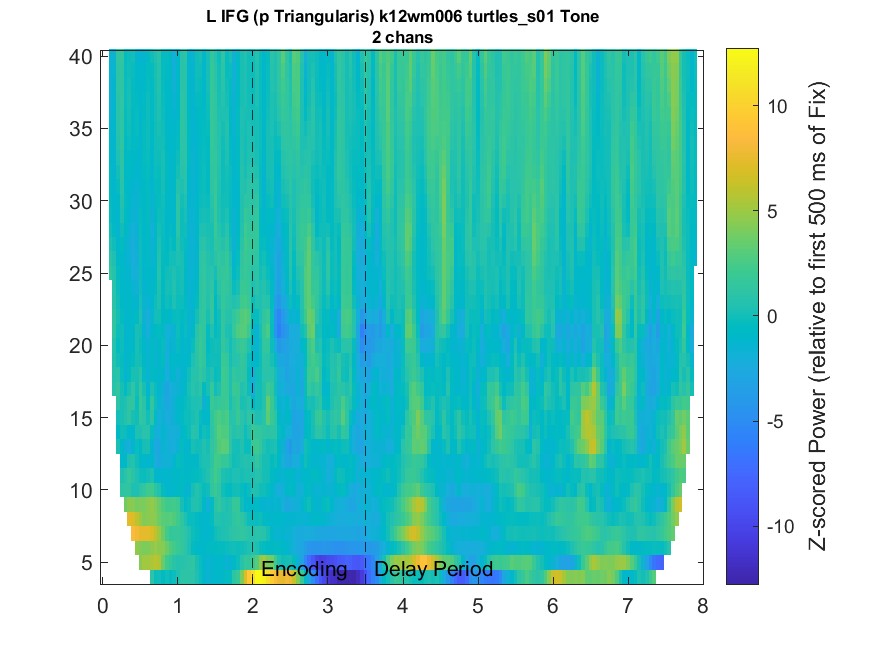 L IFG (p Triangularis) k12wm006 turtles_s01 Tone
2 chans
40
35
30
25
20
15
10
5
Encoding
Delay Period
0 1 2 3 4 5 6 7 8
10
5
0
-5
-10
Z-scored Power (relative to first 500 ms of Fix)